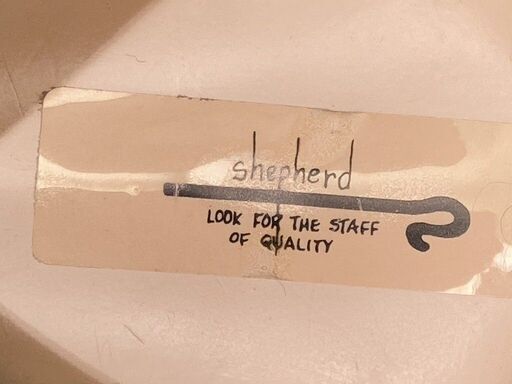 shepherd
LOOK FOR THE STAFF
OF QUALITY